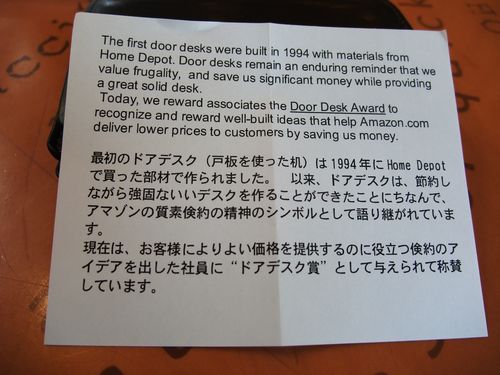 The first door desks were built in 1994 with materials from
Home Depot. Door desks remain an enduring reminder that we
value frugality, and save us significant money while providing
a great solid desk.
Today, we reward associates the Door Desk Award to
recognize and reward well-built ideas that help Amazon.com
deliver lower prices to customers by saving us money.
最初のドアデスク（戸板を使った机）は1994年にHome Depot
で買った部材で作られました。 以来、ドアデスクは、節約し
ながら強固ないいデスクを作ることができたことにちなんで、
アマゾンの質素倹約の精神のシンボルとして語り継がれていま
す。
現在は、お客様によりよい価格を提供するのに役立つ倹約のア
イデアを出した社員に“ドアデスク賞”として与えられて称賛
しています。